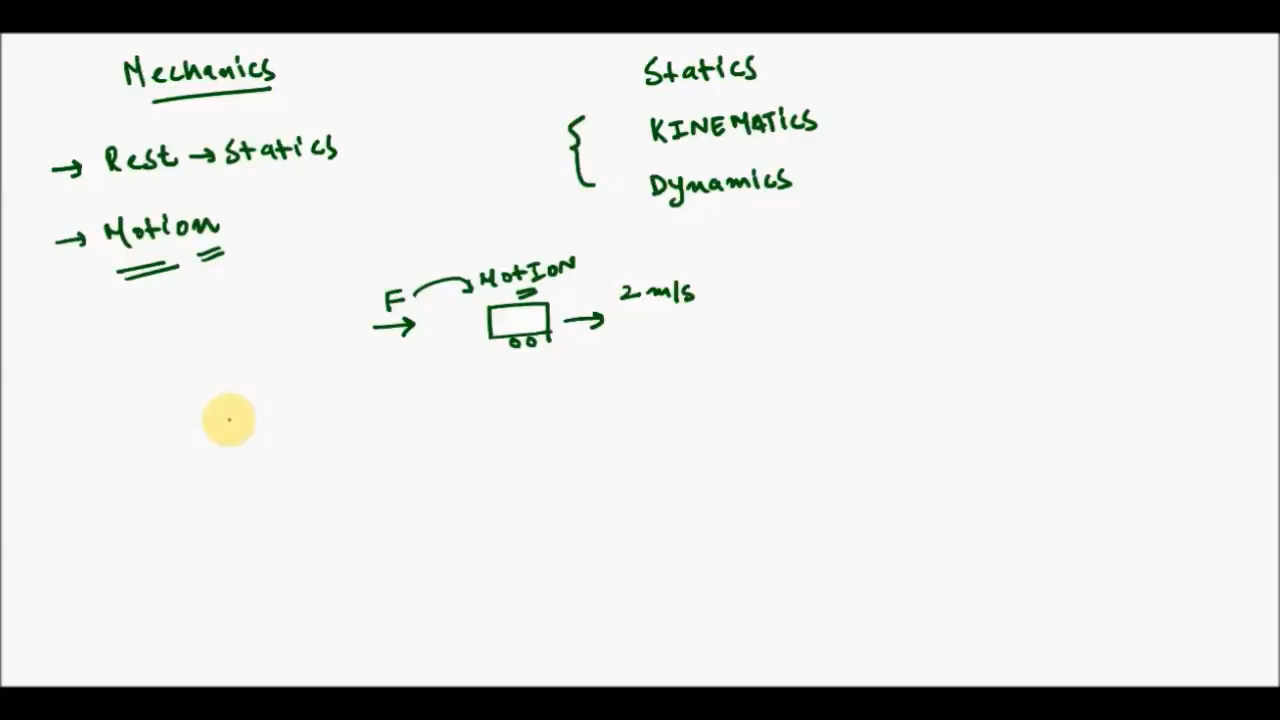 Mechanics
→ Rest → Statics
→ Motion
Statics
KINEMATICS
Dynamics
F
MOTION
2 m/s